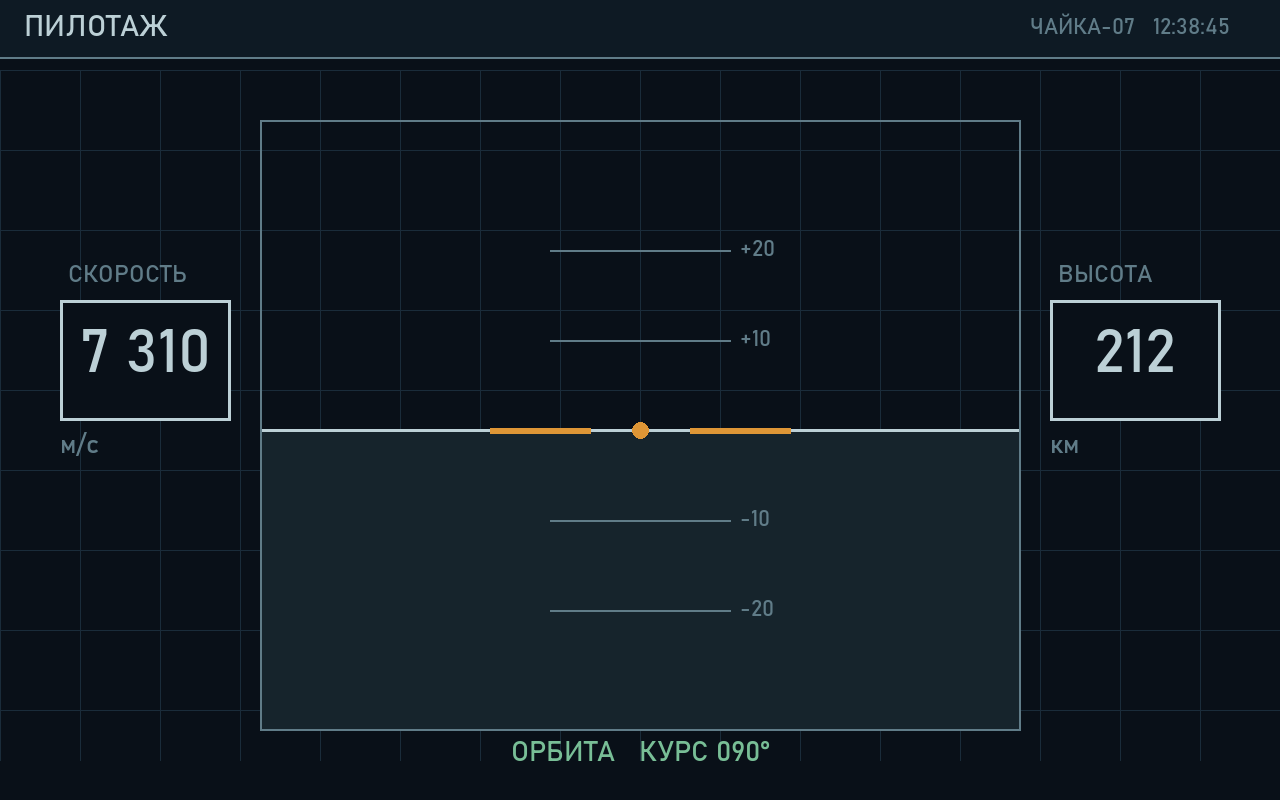 ПИЛОТАЖ
ЧАЙКА-07 12:38:45
+20
СКОРОСТЬ
ВЫСОТА
7 310
+10
212
м/с
км
-10
-20
ОРБИТА КУРС 090°